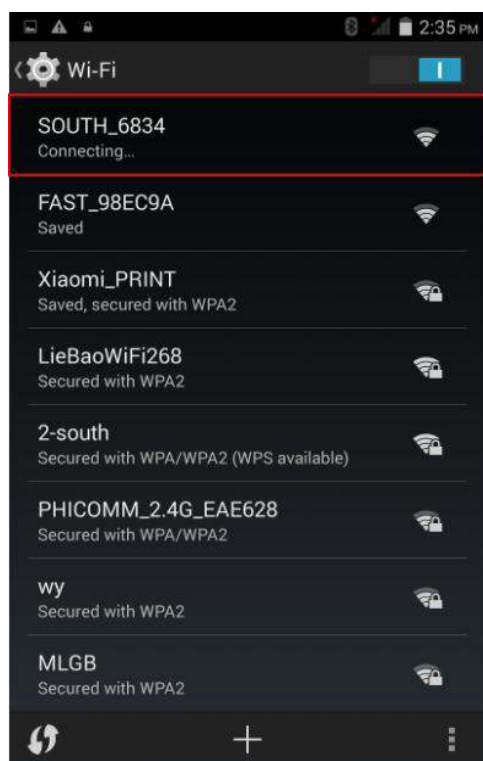 2:35 PM
Wi-Fi
SOUTH_6834
Connecting...
FAST_98EC9A
Saved
Xiaomi_PRINT
Saved, secured with WPA2
LieBaoWiFi268
Secured with WPA2
2-south
Secured with WPA/WPA2 (WPS available)
PHICOMM_2.4G_EAE628
Secured with WPA/WPA2
wy
Secured with WPA2
MLGB
Secured with WPA2